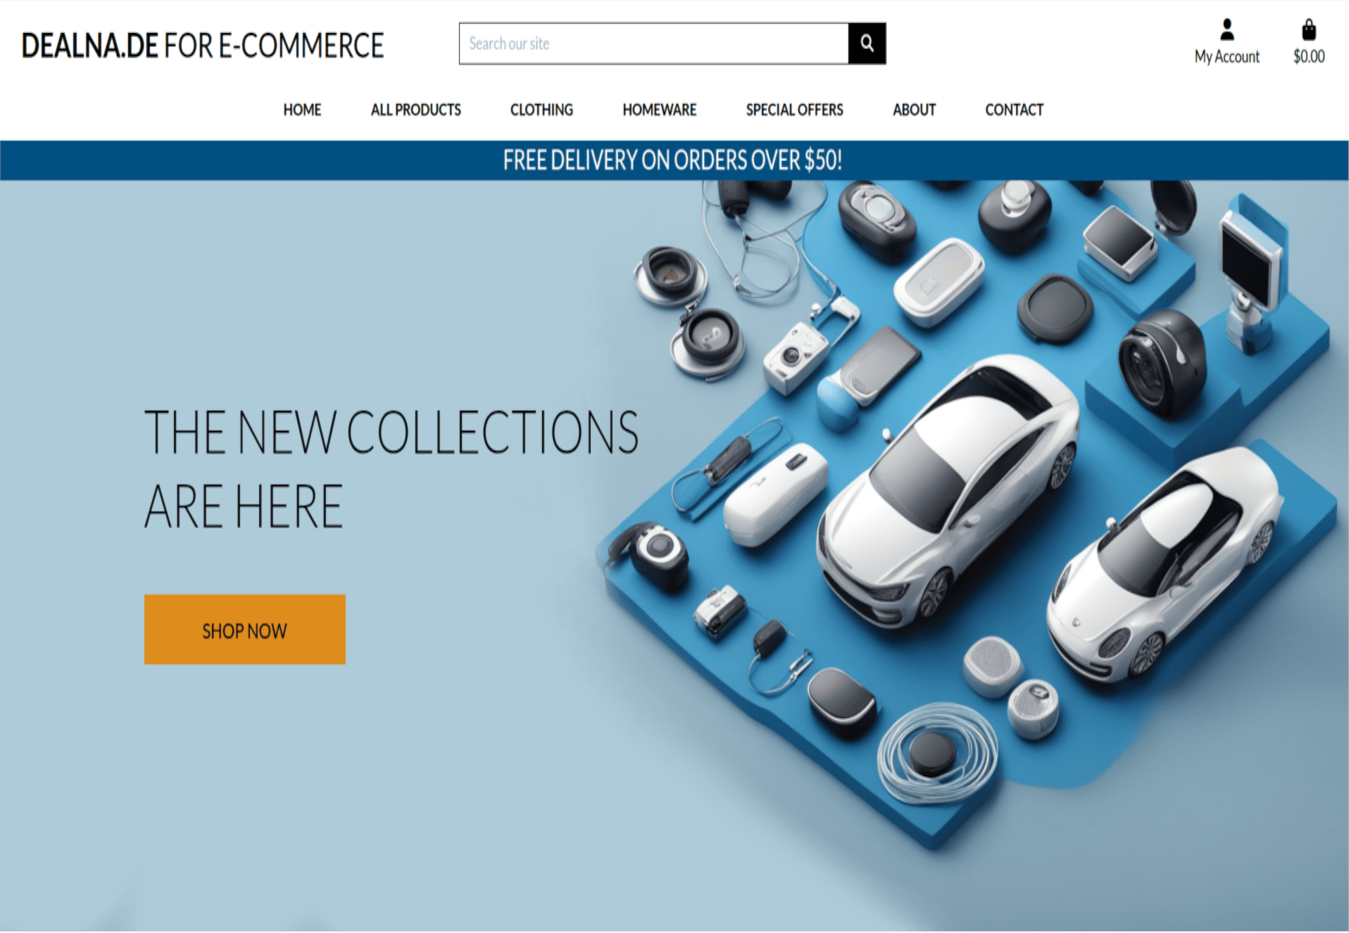 DEALNA.DE FOR E-COMMERCE
Search our site
My Account
$0.00
HOME ALL PRODUCTS CLOTHING HOMEWARE SPECIAL OFFERS ABOUT CONTACT
FREE DELIVERY ON ORDERS OVER $50!
THE NEW COLLECTIONS
ARE HERE
SHOP NOW